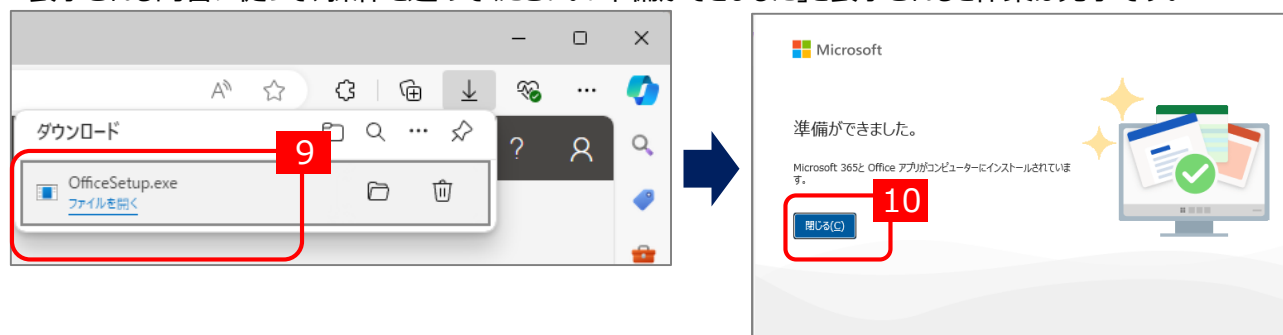 ダウンロード
9
OfficeSetup.exe
ファイルを開く
?
Microsoft
準備ができました。
Microsoft 365と Office アプリがコンピューターにインストールされていま
す。
10
閉じる(C)